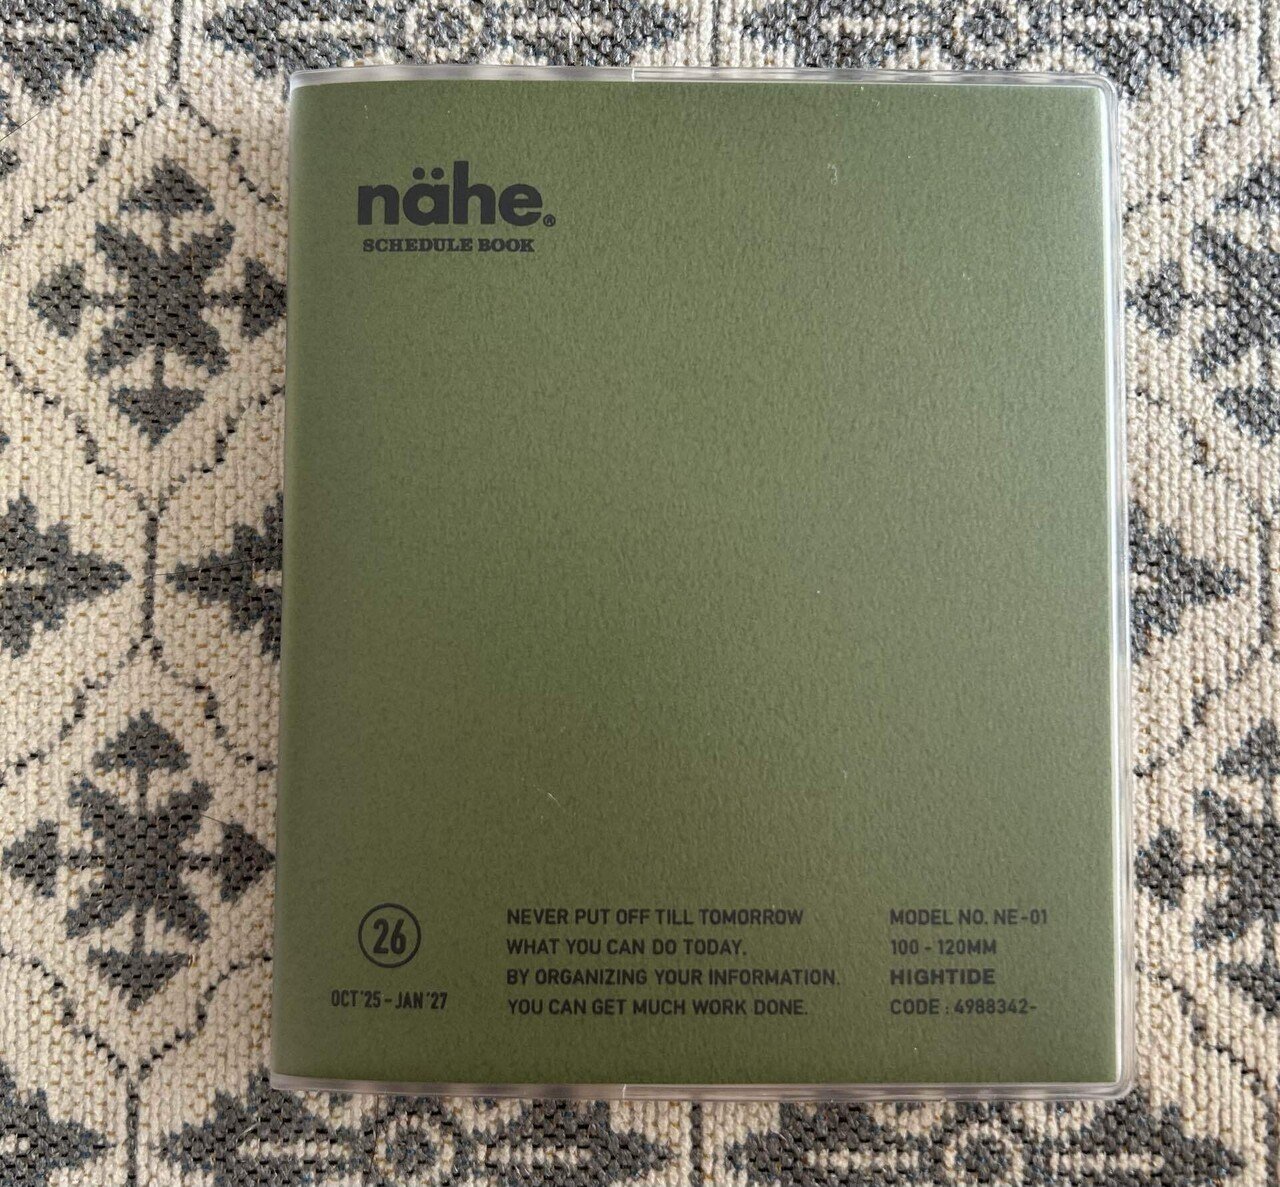 nähe®
SCHEDULE BOOK
26
OCT '25 - JAN '27
NEVER PUT OFF TILL TOMORROW
WHAT YOU CAN DO TODAY.
BY ORGANIZING YOUR INFORMATION.
YOU CAN GET MUCH WORK DONE.
MODEL NO. NE-01
100 - 120MM
HIGHTIDE
CODE : 4988342-